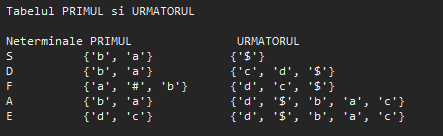 Tabelul PRIMUL si URMATORUL
Neterminale PRIMUL URMATORUL
S {'b', 'a'} {'$'}
D {'b', 'a'} {'c', 'd', '$'}
F {'a', '#', 'b'} {'d', 'c', '$'}
A {'b', 'a'} {'d', '$', 'b', 'a', 'c'}
E {'d', 'c'} {'d', '$', 'b', 'a', 'c'}